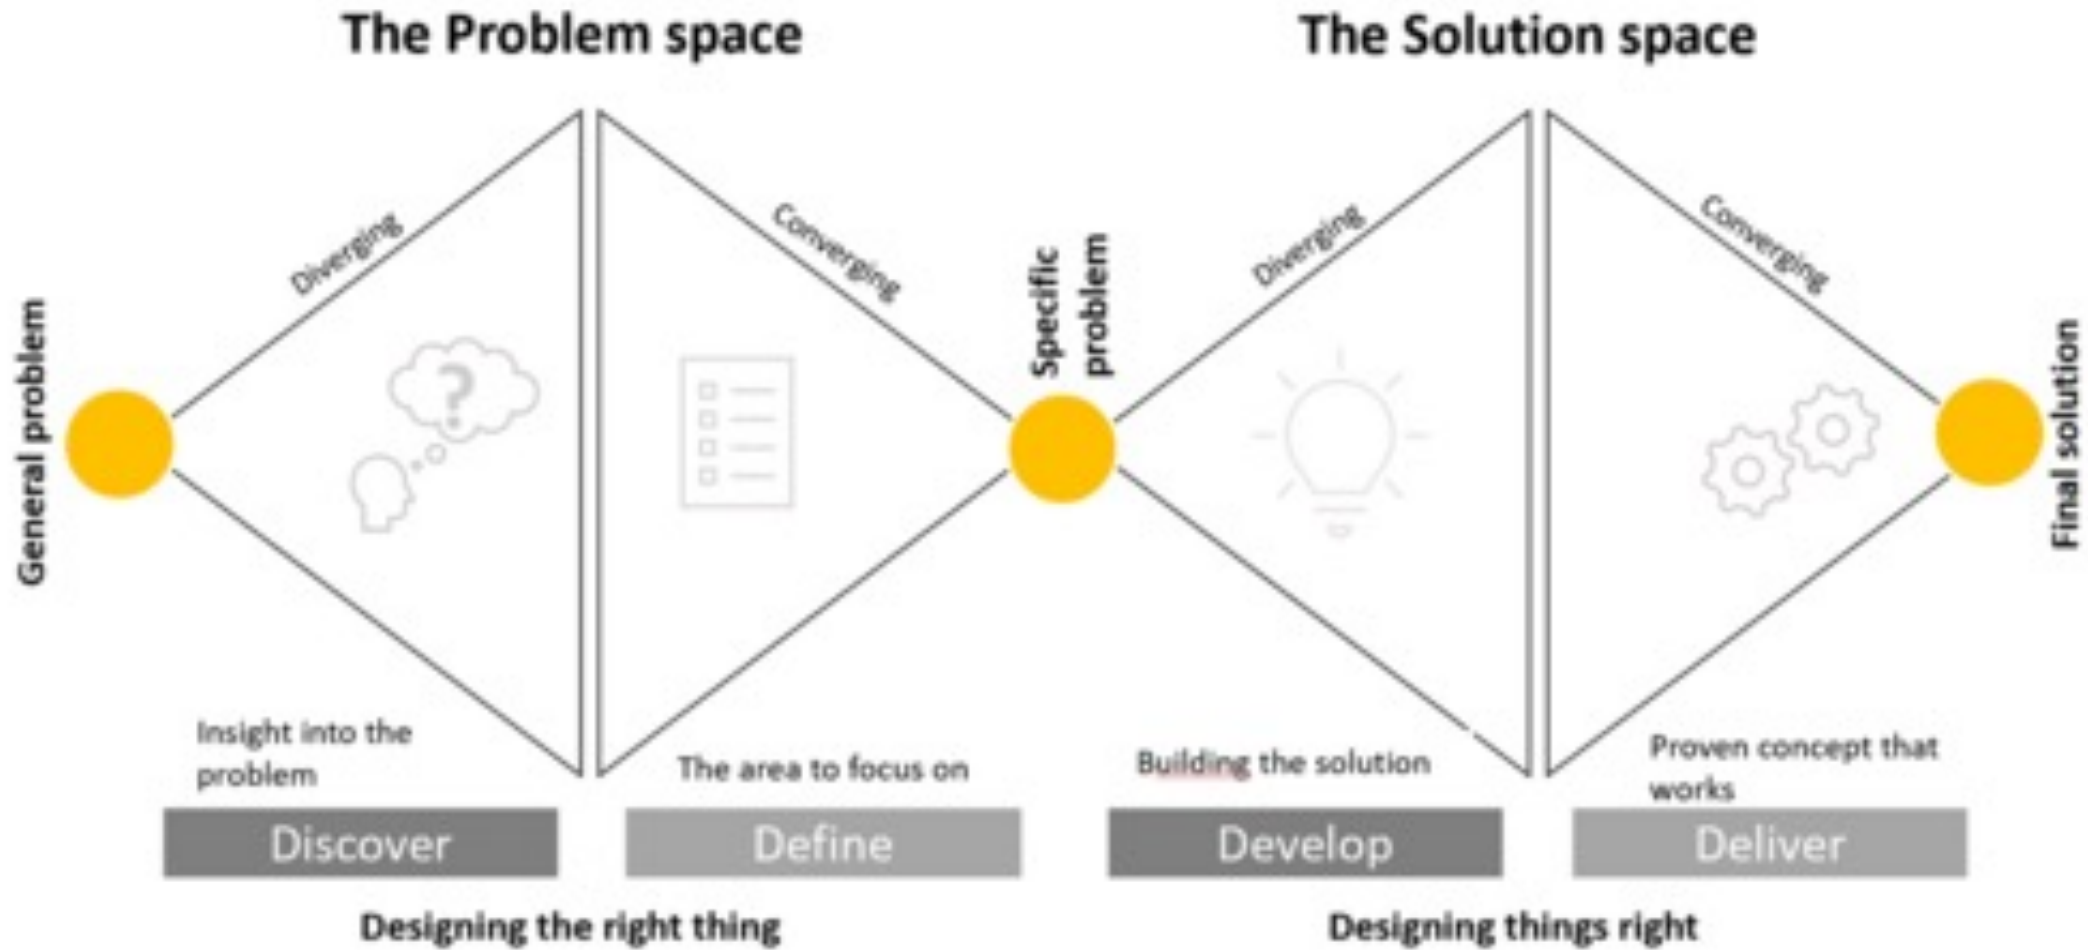 The Problem space
The Solution space
Diverging
Converging
Diverging
Converging
General problem
Specific
problem
Final solution
?
Insight into the
problem
The area to focus on
Building the solution
Proven concept that
works
Discover
Define
Develop
Deliver
Designing the right thing
Designing things right